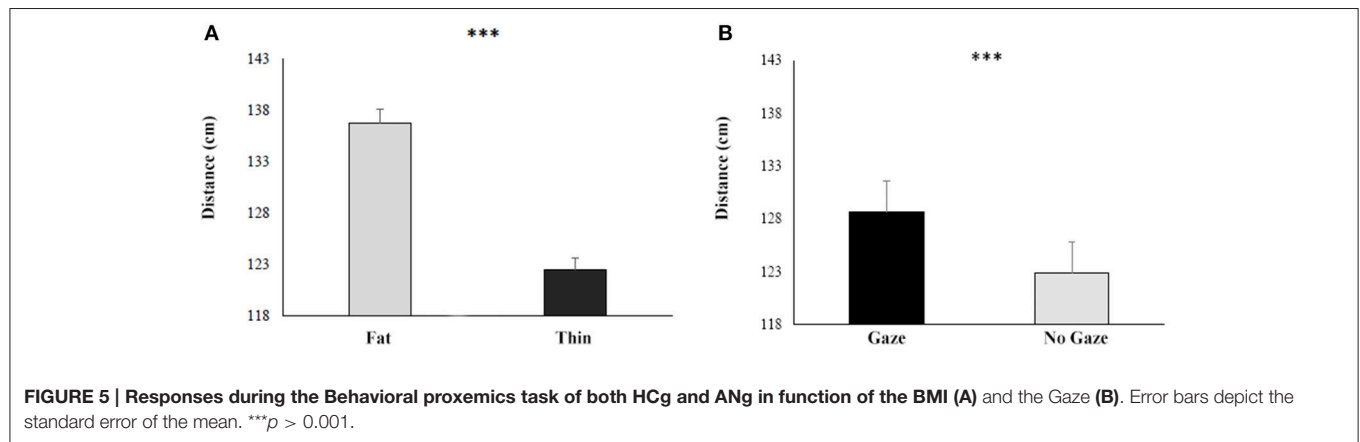 A
***
143
138
133
128
123
118
Distance (cm)
Fat Thin
B
***
143
138
133
128
123
118
Distance (cm)
Gaze No Gaze
FIGURE 5 | Responses during the Behavioral proxemics task of both HCg and ANg in function of the BMI (A) and the Gaze (B). Error bars depict the
standard error of the mean. ***p > 0.001.